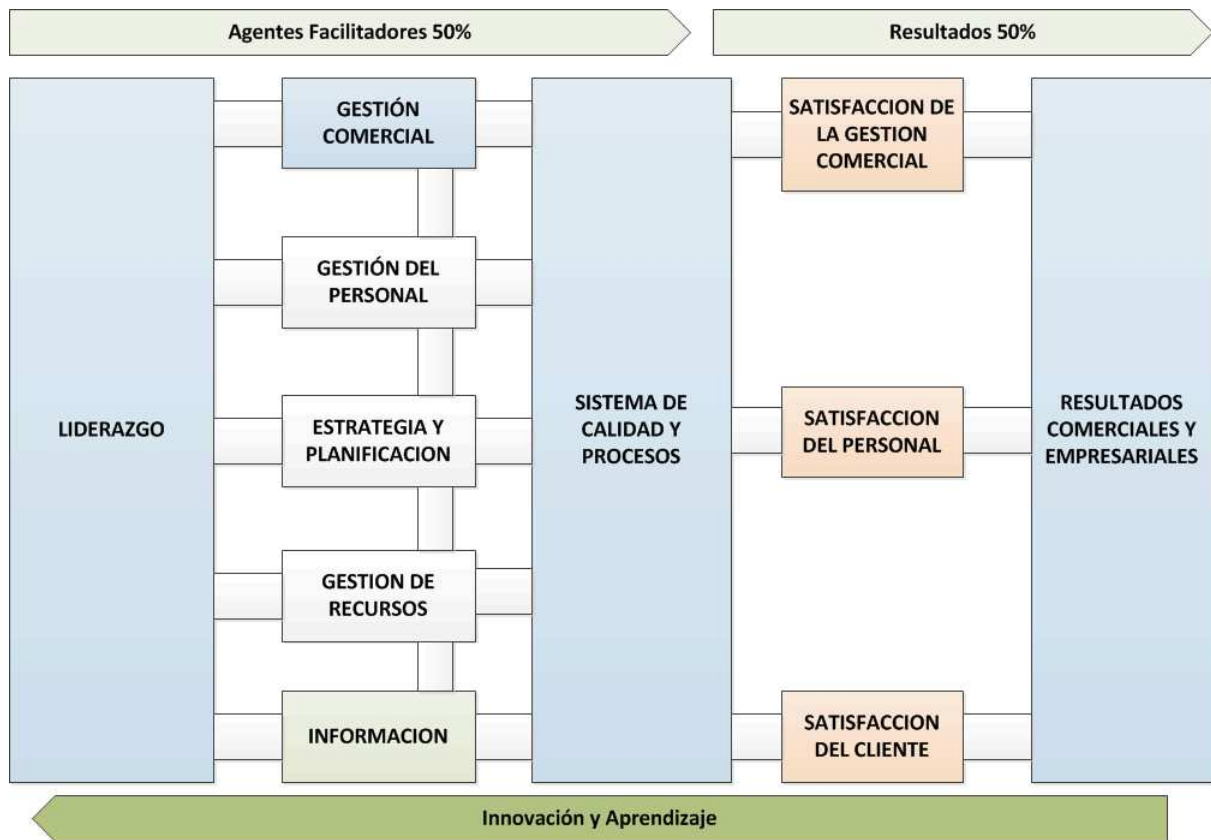 Agentes Facilitadores 50%
Resultados 50%
LIDERAZGO
GESTIÓN
COMERCIAL
GESTIÓN DEL
PERSONAL
ESTRATEGIA Y
PLANIFICACION
GESTION DE
RECURSOS
INFORMACION
SISTEMA DE
CALIDAD Y
PROCESOS
SATISFACCION DE
LA GESTION
COMERCIAL
SATISFACCION
DEL PERSONAL
SATISFACCION
DEL CLIENTE
RESULTADOS
COMERCIALES Y
EMPRESARIALES
Innovación y Aprendizaje